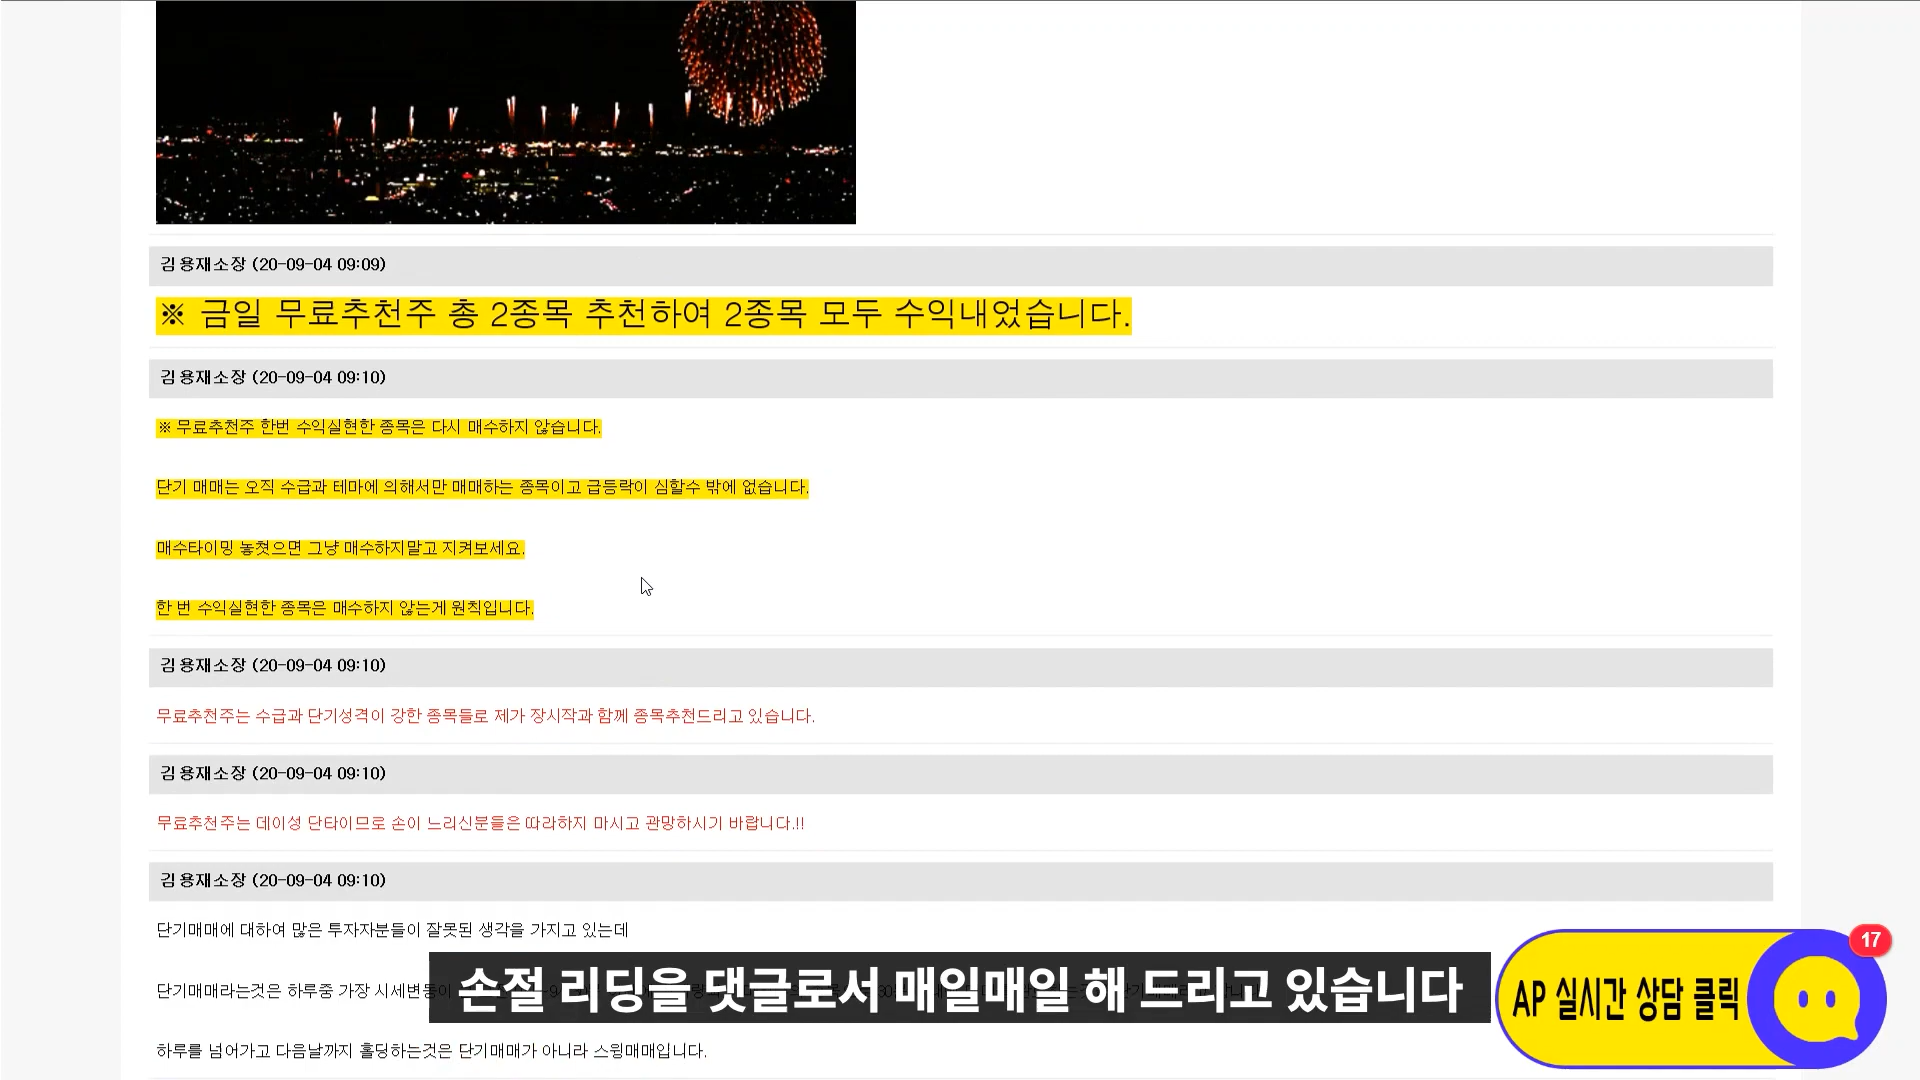 김용재소장 (20-09-04 09:09)
※ 금일 무료추천주 총 2종목 추천하여 2종목 모두 수익내었습니다.
김용재소장 (20-09-04 09:10)
※ 무료추천주 한번 수익실현한 종목은 다시 매수하지 않습니다.
단기 매매는 오직 수급과 테마에 의해서만 매매하는 종목이고 급등락이 심할수 밖에 없습니다.
매수타이밍 놓쳤으면 그냥 매수하지말고 지켜보세요.
한 번 수익실현한 종목은 매수하지 않는게 원칙입니다.
김용재소장 (20-09-04 09:10)
무료추천주는 수급과 단기성격이 강한 종목들로 제가 장시작과 함께 종목추천드리고 있습니다.
김용재소장 (20-09-04 09:10)
무료추천주는 데이성 단타이므로 손이 느리신분들은 따라하지 마시고 관망하시기 바랍니다.!!
김용재소장 (20-09-04 09:10)
단기매매에 대하여 많은 투자자분들이 잘못된 생각을 가지고 있는데
단기매매라는것은 하루중 가장 시세변동이
손절 리딩을 댓글로서 매일매일 해 드리고 있습니다
17
AP 실시간 상담 클릭
하루를 넘어가고 다음날까지 홀딩하는것은 단기매매가 아니라 스윙매매입니다.